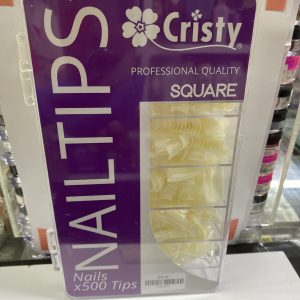 Cristy®
PROFESSIONAL QUALITY
SQUARE
NAILTIPS
Nails
x500 Tips